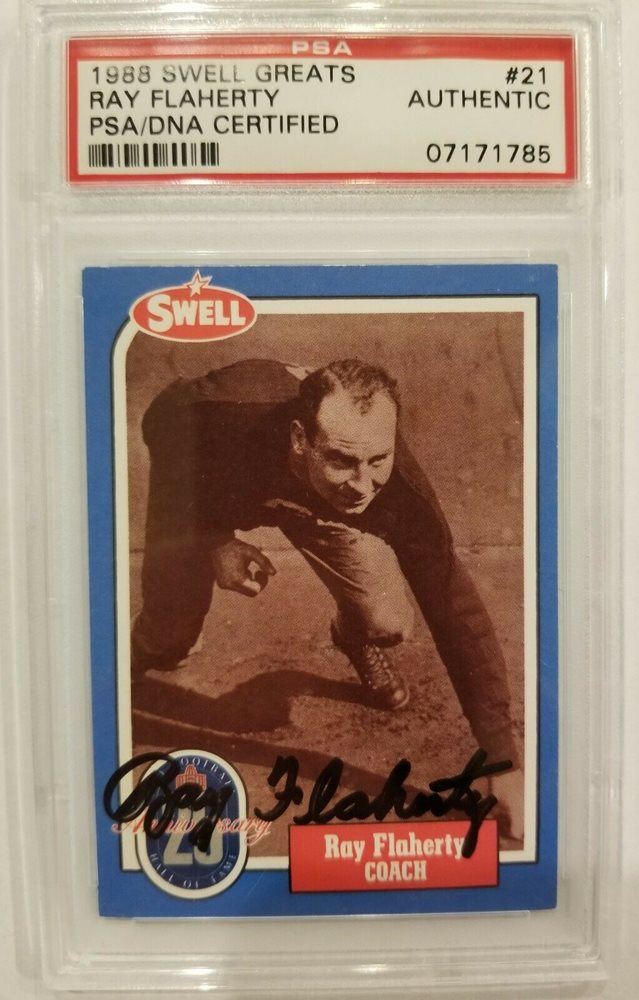 PSA
1988 SWELL GREATS #21
RAY FLAHERTY AUTHENTIC
PSA/DNA CERTIFIED
07171785
SWELL
Ray Flaherty
FOOTBALL
Anniversary
25
HALL OF FAME
Ray Flaherty
COACH